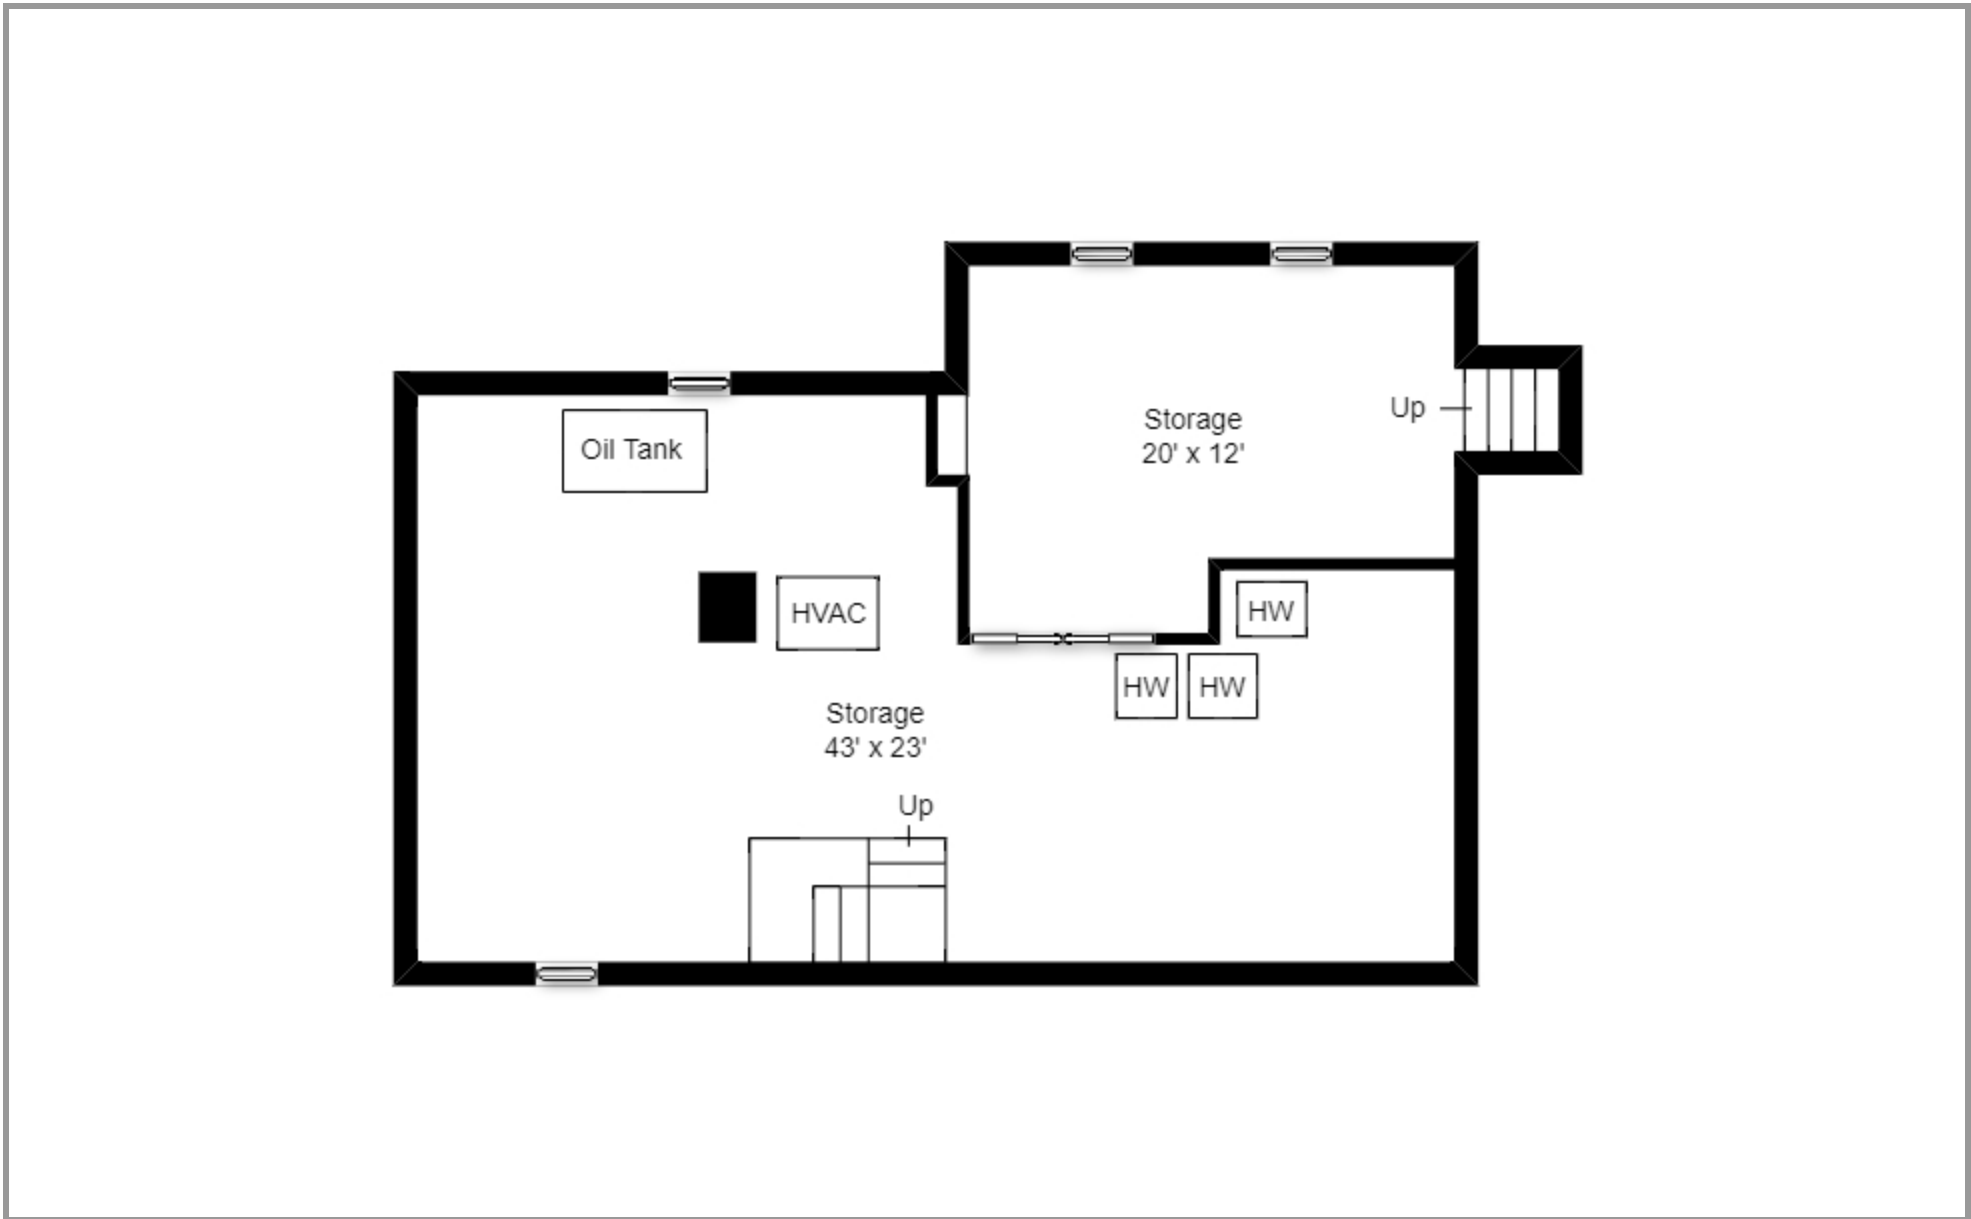 Oil Tank
Storage
20' x 12'
Up
HVAC
HW
HW
HW
Storage
43' x 23'
Up